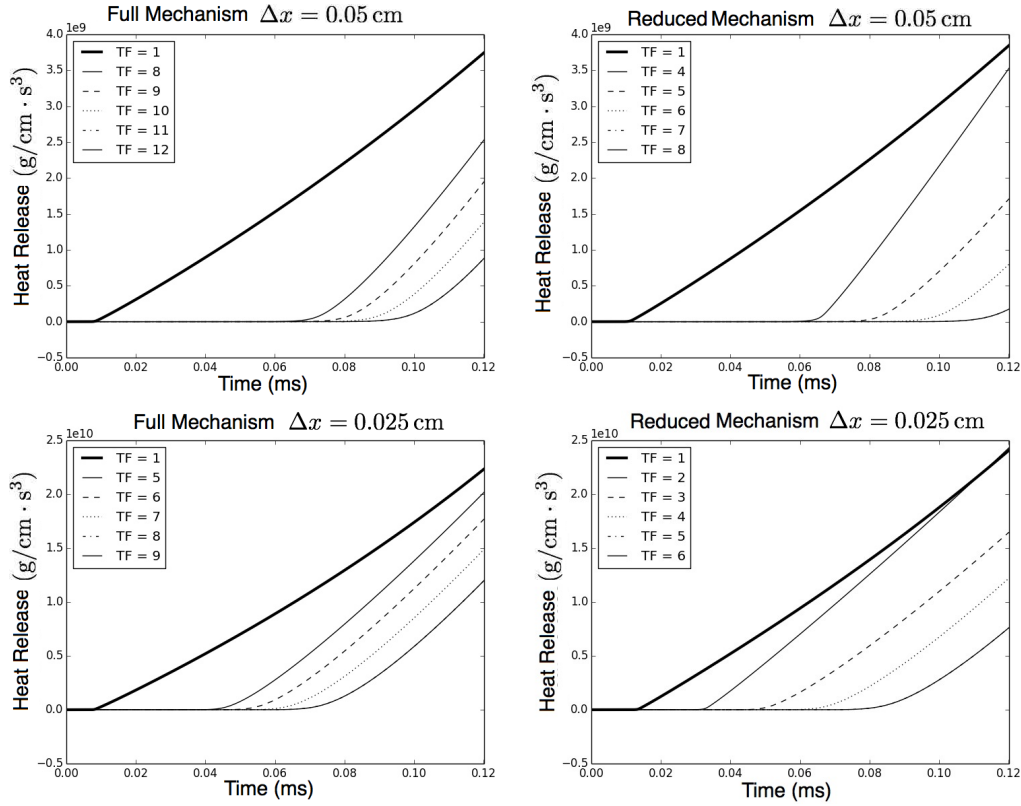 Full Mechanism Δx = 0.05 cm
1e9
4.0
3.5
3.0
2.5
2.0
1.5
1.0
0.5
0.0
−0.5
Heat Release (g/cm · s³)
TF = 1
TF = 8
TF = 9
TF = 10
TF = 11
TF = 12
0.00 0.02 0.04 0.06 0.08 0.10 0.12
Time (ms)
Reduced Mechanism Δx = 0.05 cm
1e9
4.0
3.5
3.0
2.5
2.0
1.5
1.0
0.5
0.0
−0.5
Heat Release (g/cm · s³)
TF = 1
TF = 4
TF = 5
TF = 6
TF = 7
TF = 8
0.00 0.02 0.04 0.06 0.08 0.10 0.12
Time (ms)
Full Mechanism Δx = 0.025 cm
1e10
2.5
2.0
1.5
1.0
0.5
0.0
−0.5
Heat Release (g/cm · s³)
TF = 1
TF = 5
TF = 6
TF = 7
TF = 8
TF = 9
0.00 0.02 0.04 0.06 0.08 0.10 0.12
Time (ms)
Reduced Mechanism Δx = 0.025 cm
1e10
2.5
2.0
1.5
1.0
0.5
0.0
−0.5
Heat Release (g/cm · s³)
TF = 1
TF = 2
TF = 3
TF = 4
TF = 5
TF = 6
0.00 0.02 0.04 0.06 0.08 0.10 0.12
Time (ms)